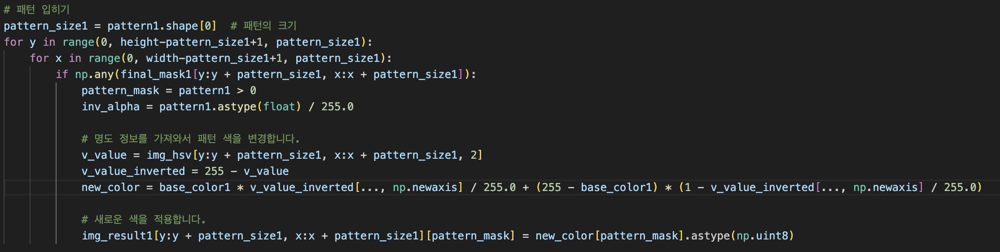 # 패턴 입히기
pattern_size1 = pattern1.shape[0]  # 패턴의 크기
for y in range(0, height-pattern_size1+1, pattern_size1):
    for x in range(0, width-pattern_size1+1, pattern_size1):
        if np.any(final_mask1[y:y + pattern_size1, x:x + pattern_size1]):
            pattern_mask = pattern1 > 0
            inv_alpha = pattern1.astype(float) / 255.0

            # 명도 정보를 가져와서 패턴 색을 변경합니다.
            v_value = img_hsv[y:y + pattern_size1, x:x + pattern_size1, 2]
            v_value_inverted = 255 - v_value
            new_color = base_color1 * v_value_inverted[..., np.newaxis] / 255.0 + (255 - base_color1) * (1 - v_value_inverted[..., np.newaxis] / 255.0)

            # 새로운 색을 적용합니다.
            img_result1[y:y + pattern_size1, x:x + pattern_size1][pattern_mask] = new_color[pattern_mask].astype(np.uint8)